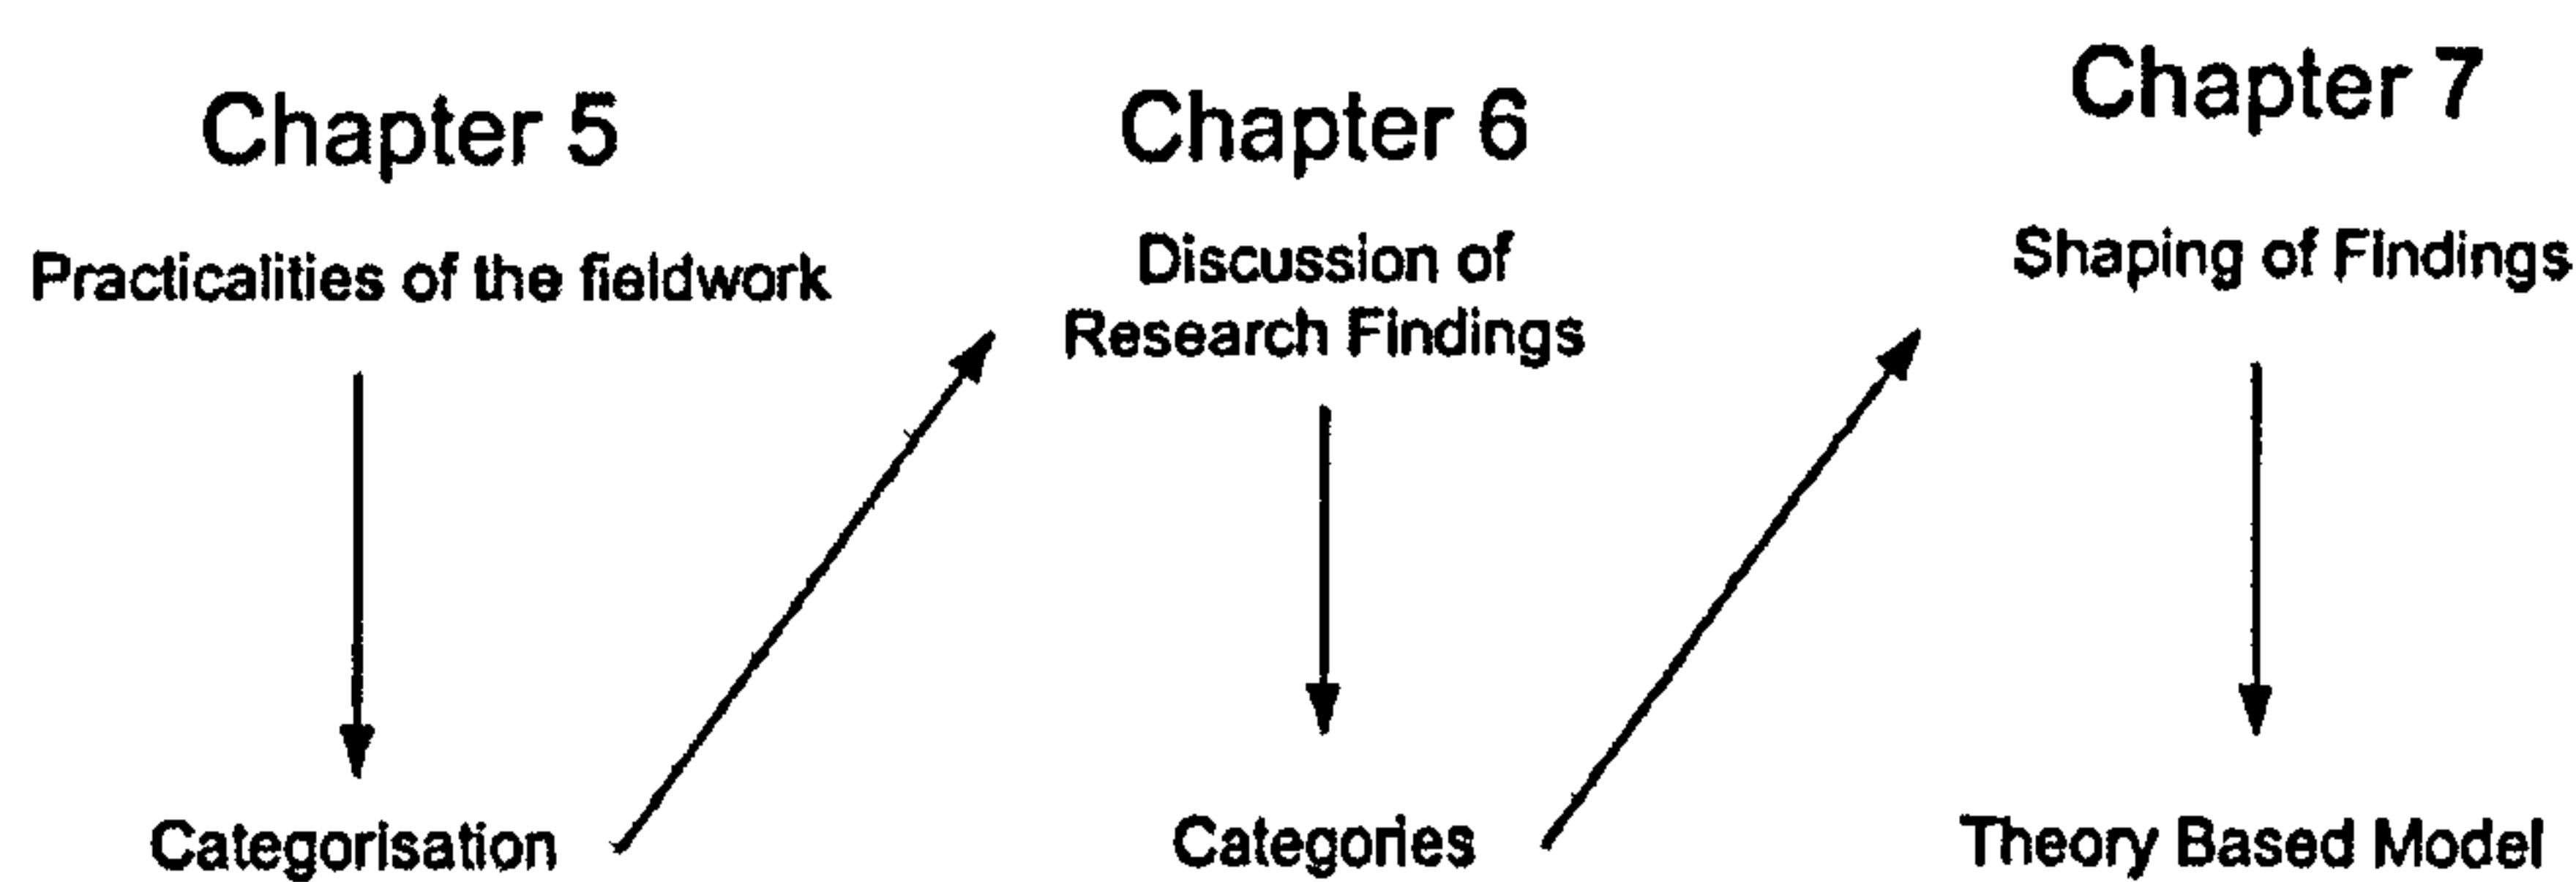 Chapter 5
Practicalities of the fieldwork
Categorisation
Chapter 6
Discussion of
Research Findings
Categories
Chapter 7
Shaping of Findings
Theory Based Model